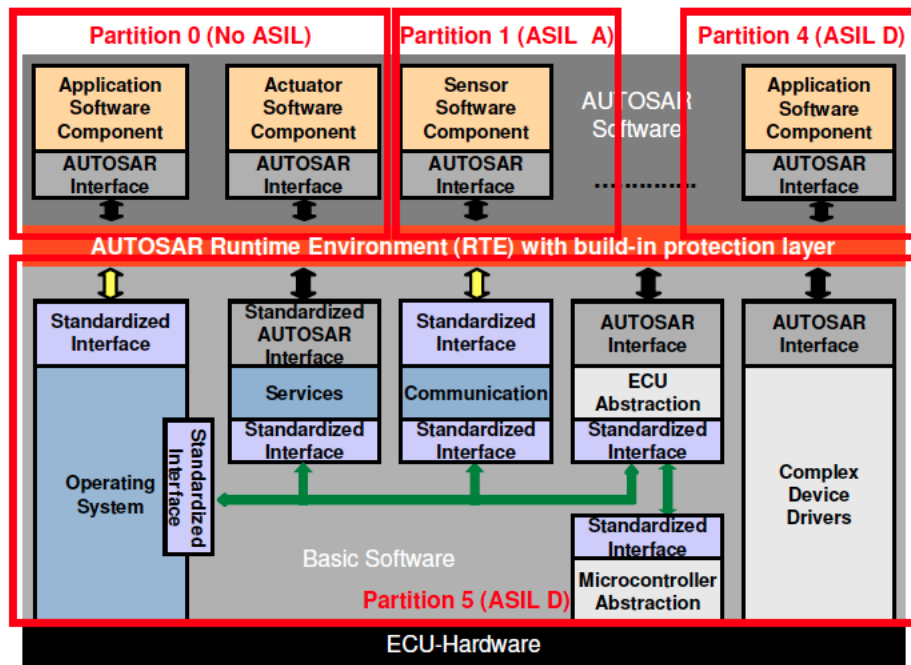 Partition 0 (No ASIL)
Partition 1 (ASIL A)
Partition 4 (ASIL D)
Application
Software
Component
AUTOSAR
Interface
Actuator
Software
Component
AUTOSAR
Interface
Sensor
Software
Component
AUTOSAR
Interface
AUTOSAR
Software
.............
Application
Software
Component
AUTOSAR
Interface
AUTOSAR Runtime Environment (RTE) with build-in protection layer
Standardized
Interface
Operating
System
Standardized
Interface
Standardized
AUTOSAR
Interface
Services
Standardized
Interface
Standardized
Interface
Communication
Standardized
Interface
AUTOSAR
Interface
ECU
Abstraction
Standardized
Interface
Standardized
Interface
Microcontroller
Abstraction
AUTOSAR
Interface
Complex
Device
Drivers
Basic Software
Partition 5 (ASIL D)
ECU-Hardware